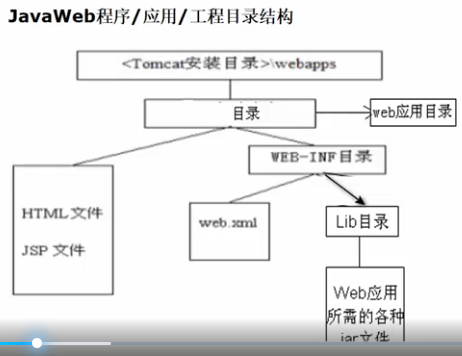 JavaWeb程序/应用/工程目录结构
<Tomcat安装目录>\webapps
目录
web应用目录
WEB-INF目录
HTML文件
JSP 文件
web.xml
Lib目录
Web应用
所需的各种
jar文件